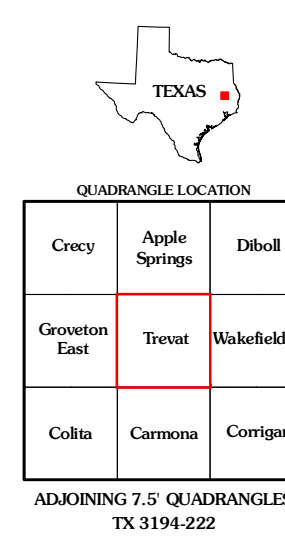 TEXAS
QUADRANGLE LOCATION
Crecy
Apple
Springs
Diboll
Groveton
East
Trevat
Wakefield
Colita
Carmona
Corrigan
ADJOINING 7.5' QUADRANGLES
TX 3194-222